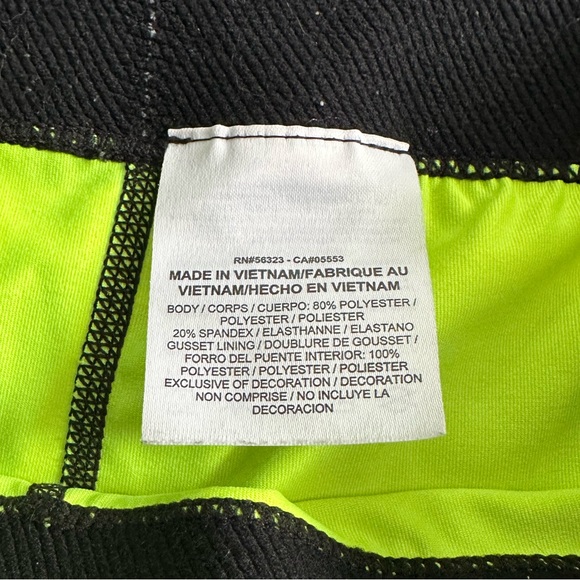 RN#56323 - CA#05553
MADE IN VIETNAM/FABRIQUE AU
VIETNAM/HECHO EN VIETNAM
BODY / CORPS / CUERPO: 80% POLYESTER /
POLYESTER / POLIESTER
20% SPANDEX / ELASTHANNE / ELASTANO
GUSSET LINING / DOUBLURE DE GOUSSET /
FORRO DEL PUENTE INTERIOR: 100%
POLYESTER / POLYESTER / POLIESTER
EXCLUSIVE OF DECORATION / DECORATION
NON COMPRISE / NO INCLUYE LA
DECORACION